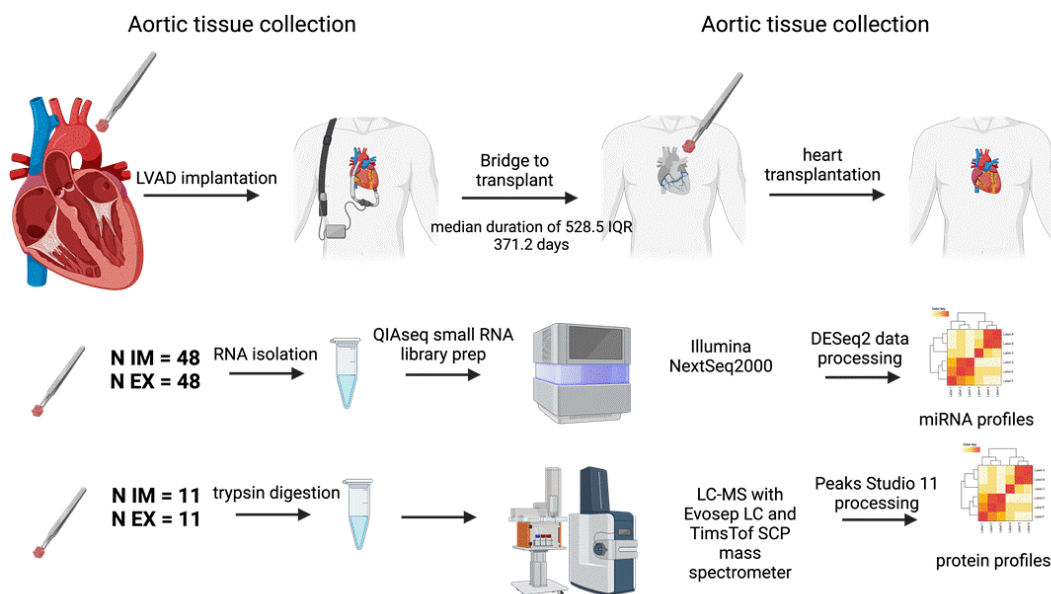 Aortic tissue collection
Aortic tissue collection
LVAD implantation
Bridge to
transplant
median duration of 528.5 IQR
371.2 days
heart
transplantation
N IM = 48
N EX = 48
RNA isolation
QIAseq small RNA
library prep
Illumina
NextSeq2000
DESeq2 data
processing
miRNA profiles
N IM = 11
N EX = 11
trypsin digestion
LC-MS with
Evosep LC and
TimsTof SCP
mass
spectrometer
Peaks Studio 11
processing
protein profiles